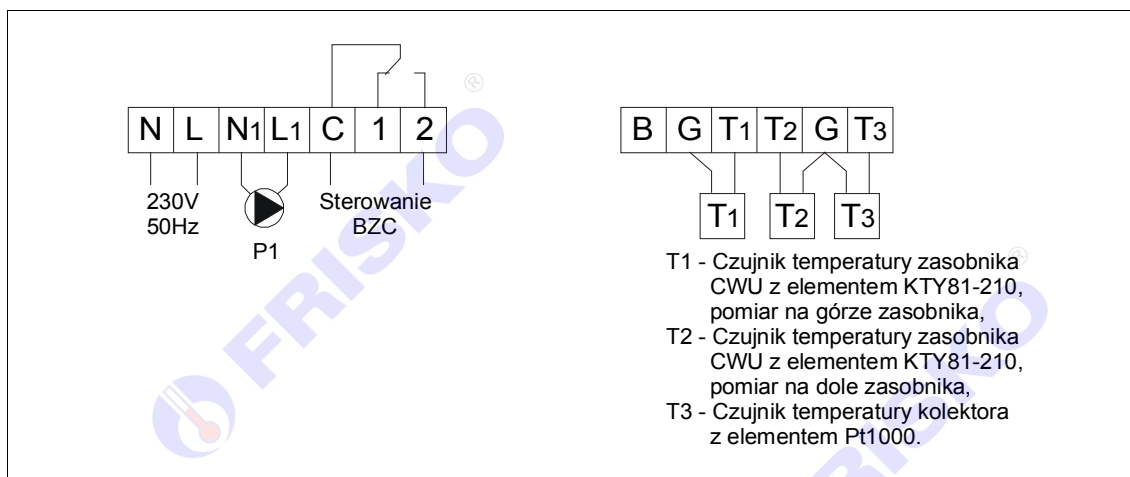 N L N1 L1 C 1 2
230V
50Hz
P1
Sterowanie
BZC
B G T1 T2 G T3
T1 T2 T3
T1 - Czujnik temperatury zasobnika
CWU z elementem KTY81-210,
pomiar na górze zasobnika,
T2 - Czujnik temperatury zasobnika
CWU z elementem KTY81-210,
pomiar na dole zasobnika,
T3 - Czujnik temperatury kolektora
z elementem Pt1000.
FRISKO ®
FRISKO ®